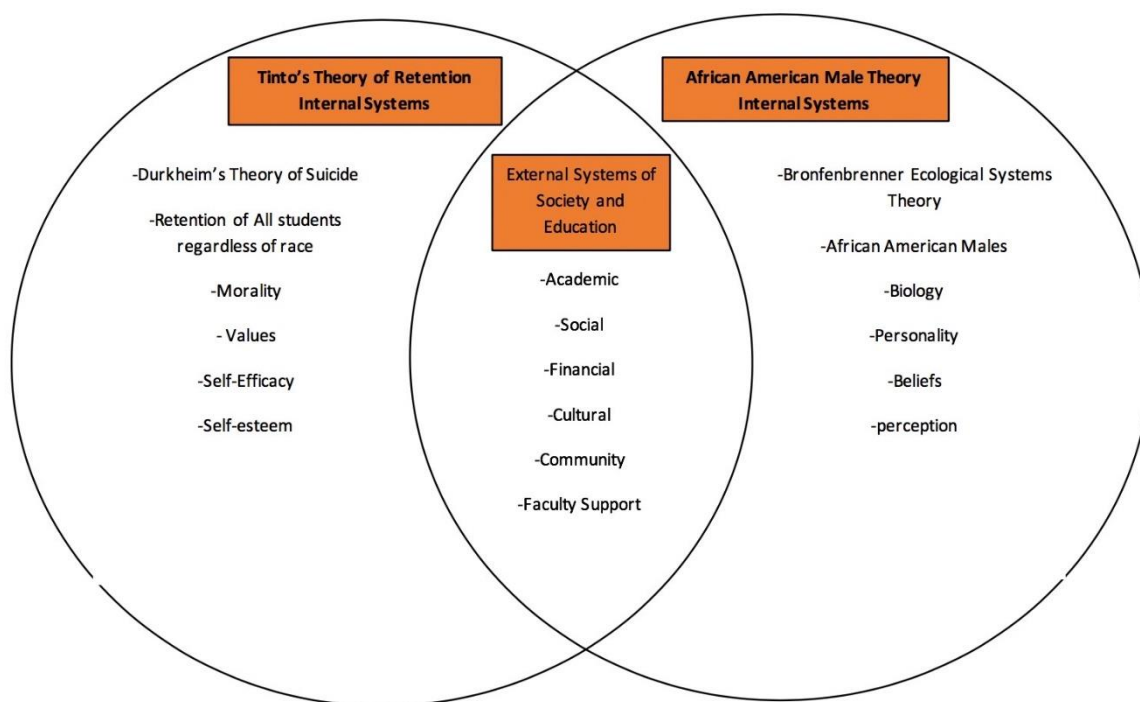 Tinto's Theory of Retention
Internal Systems
-Durkheim's Theory of Suicide
-Retention of All students
regardless of race
-Morality
- Values
-Self-Efficacy
-Self-esteem
External Systems of
Society and
Education
-Academic
-Social
-Financial
-Cultural
-Community
-Faculty Support
African American Male Theory
Internal Systems
-Bronfenbrenner Ecological Systems
Theory
-African American Males
-Biology
-Personality
-Beliefs
-perception